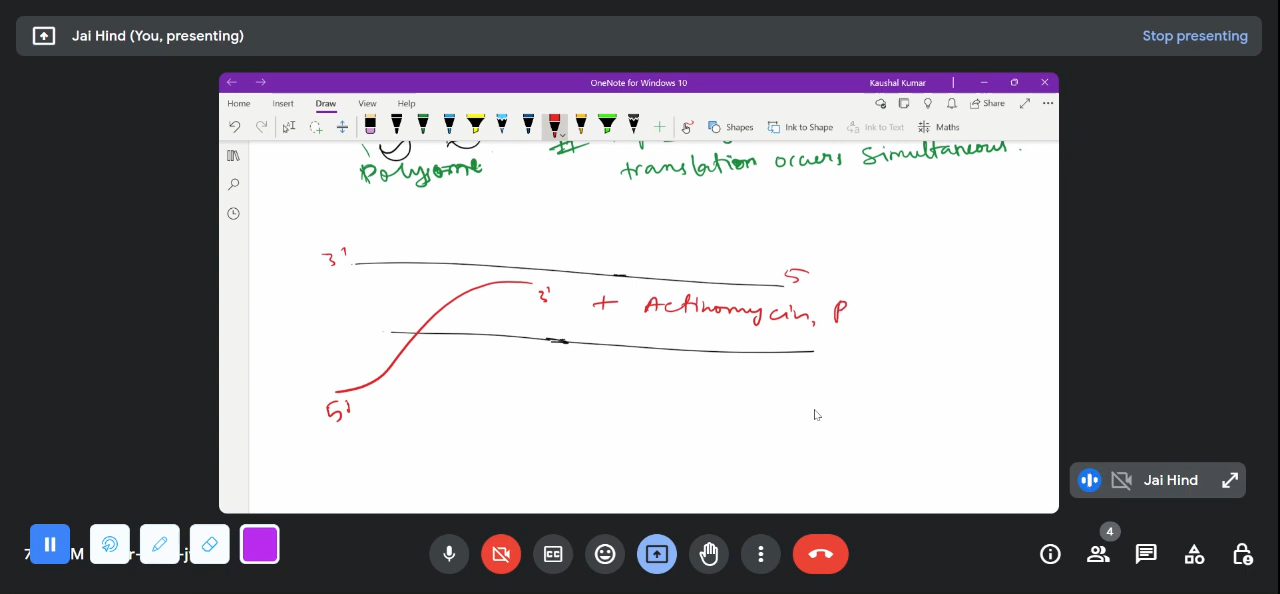 Jai Hind (You, presenting)
Stop presenting
OneNote for Windows 10
Kaushal Kumar
Home Insert Draw View Help
Share
Shapes Ink to Shape Ink to Text Maths
translation occurs simultaneous.
Polysome
3'
5
3' + Actinomycin, P
5'
Jai Hind
4